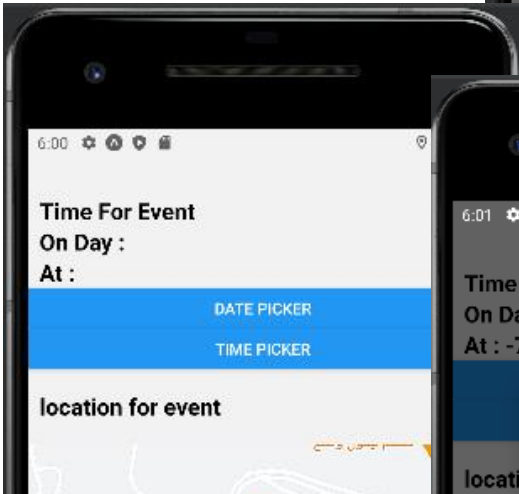 6:00
Time For Event
On Day :
At :
DATE PICKER
TIME PICKER
location for event
6:01
Time
On Da
At : -7
locati